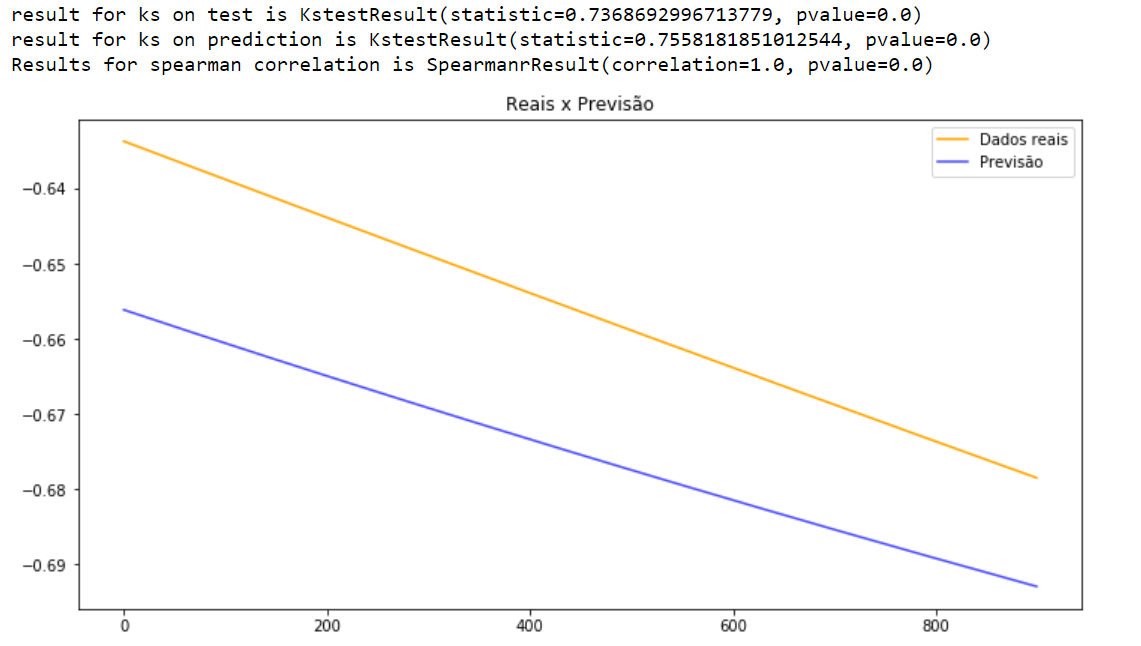 result for ks on test is KstestResult(statistic=0.7368692996713779, pvalue=0.0)
result for ks on prediction is KstestResult(statistic=0.7558181851012544, pvalue=0.0)
Results for spearman correlation is SpearmanrResult(correlation=1.0, pvalue=0.0)
Reais x Previsão
Dados reais
Previsão
−0.64
−0.65
−0.66
−0.67
−0.68
−0.69
0 200 400 600 800